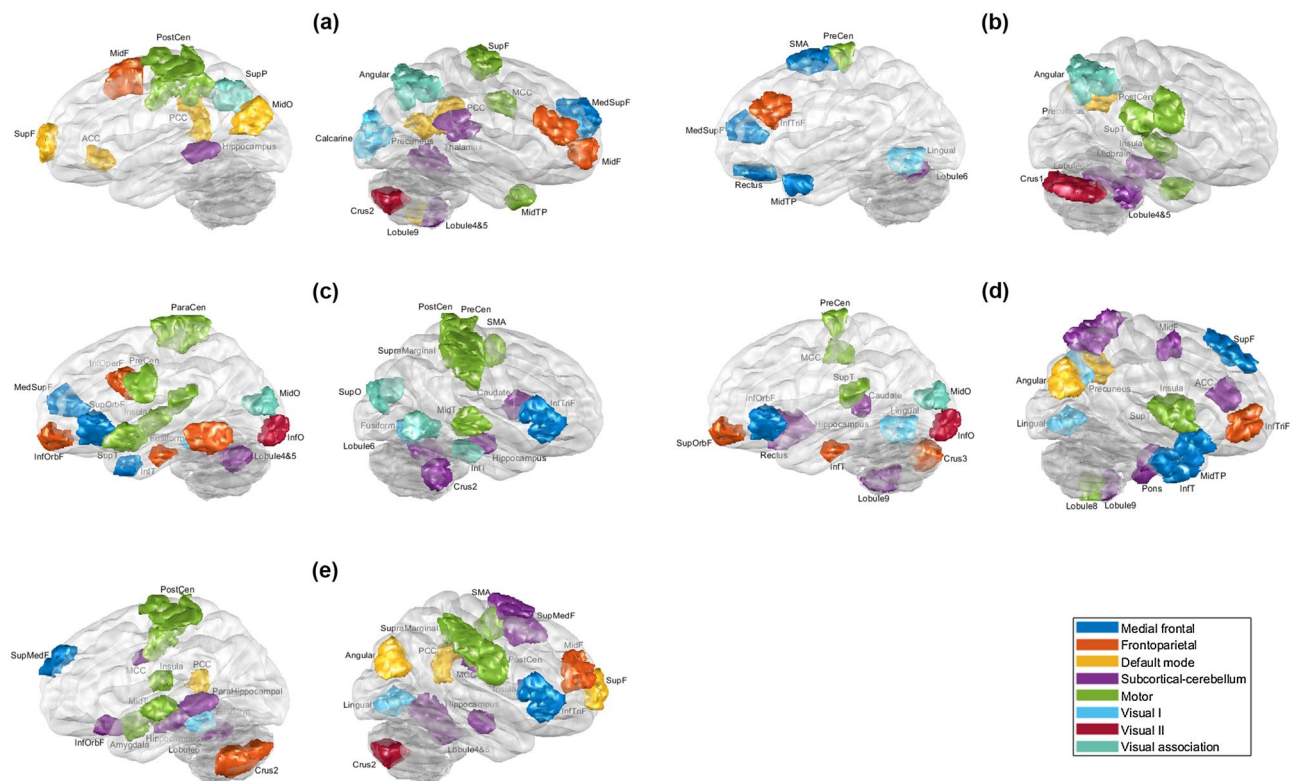 (a)
PostCen
MidF
SupP
MidO
SupF
ACC
PCC
Hippocampus
SupF
Angular
MCC
PCC
MedSupF
Calcarine
Precuneus
Thalamus
MidF
Crus2
MidTP
Lobule9
Lobule4&5
(b)
SMA
PreCen
InfTriF
MedSupF
Lingual
Rectus
MidTP
Lobule6
Angular
Precuneus
PostCen
SupT
Insula
Midbrain
Crus1
Lobule4&5
(c)
ParaCen
InfOperF
PreCen
MedSupF
SupOrbF
Insula
MidO
Fusiform
InfO
InfOrbF
SupT
InfT
Lobule4&5
PostCen
PreCen
SMA
SupraMarginal
SupO
Caudate
InfTriF
MidT
Fusiform
Lobule6
Hippocampus
InfT
Crus2
(d)
PreCen
MCC
SupT
MidO
InfOrbF
Caudate
Lingual
Hippocampus
InfO
SupOrbF
Rectus
InfT
Crus3
Lobule9
MidF
SupF
Angular
Precuneus
Insula
ACC
Lingual
SupT
InfTriF
MidTP
Pons
InfT
Lobule8
Lobule9
(e)
PostCen
SupMedF
MCC
Insula
PCC
MidT
ParaHippocampal
InfOrbF
Amygdala
Hippocampus
Lobule6
Crus2
SMA
SupMedF
SupraMarginal
MidF
Angular
PCC
PostCen
MCC
SupF
Insula
Lingual
Hippocampus
InfTriF
Lobule4&5
Crus2
Medial frontal
Frontoparietal
Default mode
Subcortical-cerebellum
Motor
Visual I
Visual II
Visual association